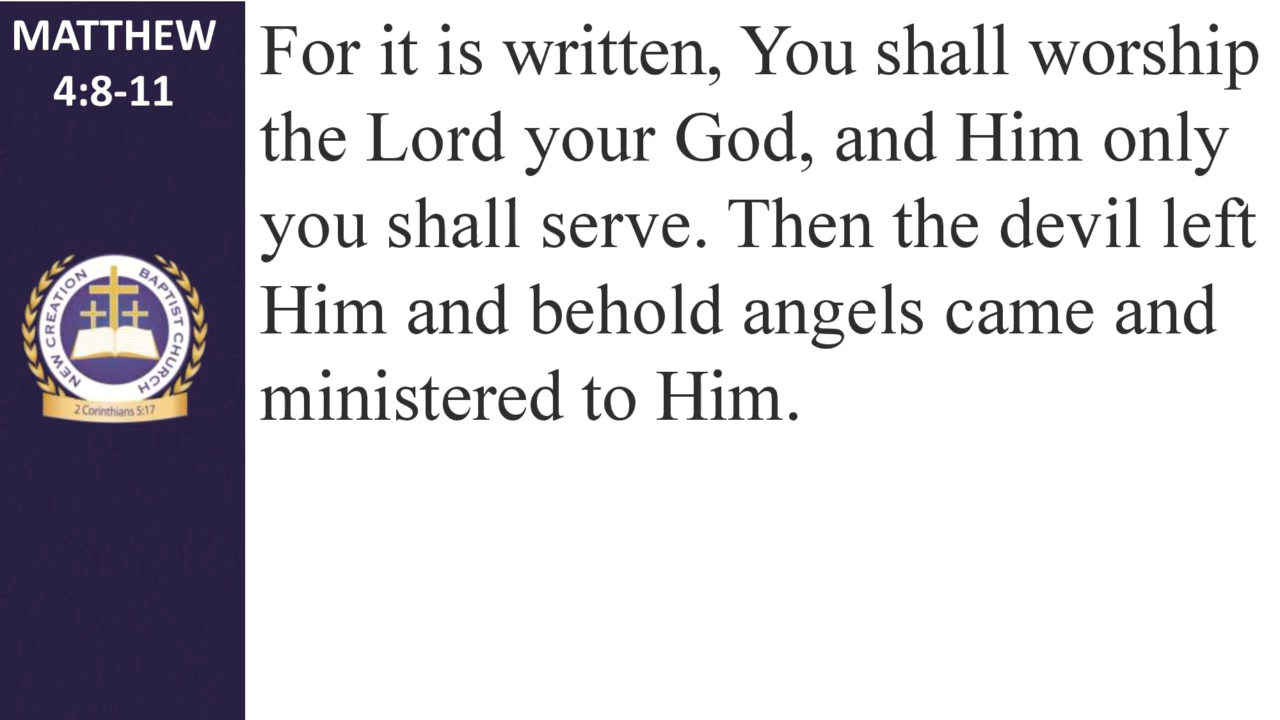 MATTHEW
4:8-11
For it is written, You shall worship
the Lord your God, and Him only
you shall serve. Then the devil left
Him and behold angels came and
ministered to Him.
NEW CREATION BAPTIST CHURCH
2 Corinthians 5:17